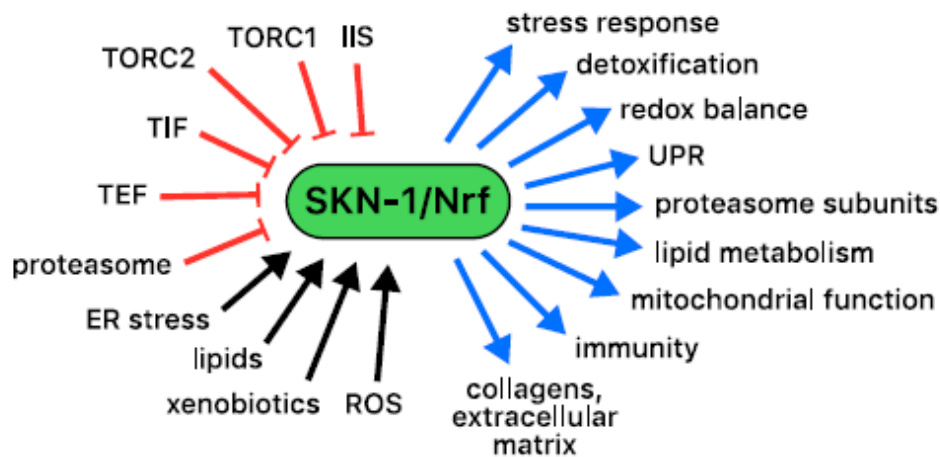 TORC2
TORC1
IIS
TIF
TEF
proteasome
ER stress
lipids
xenobiotics
ROS
SKN-1/Nrf
stress response
detoxification
redox balance
UPR
proteasome subunits
lipid metabolism
mitochondrial function
immunity
collagens,
extracellular
matrix